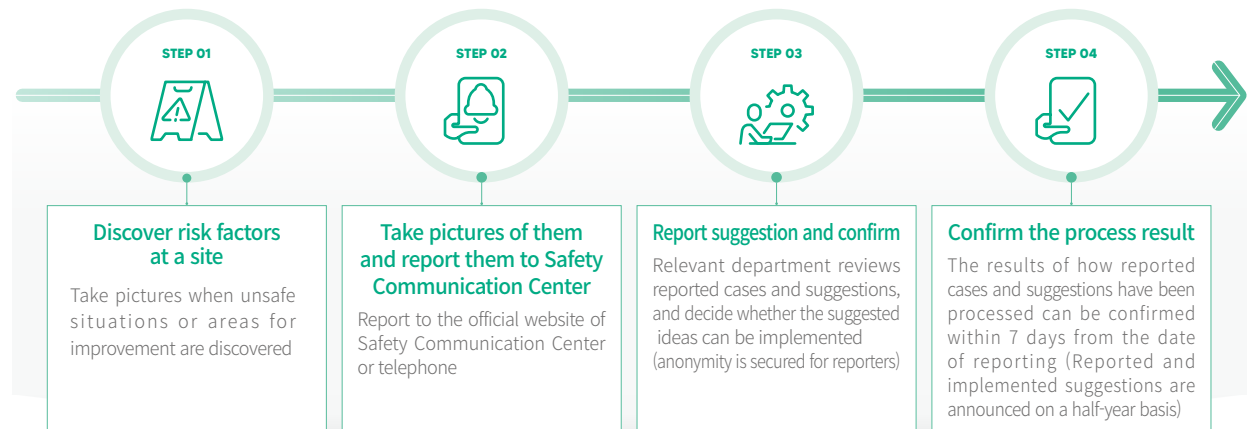 STEP 01
Discover risk factors
at a site
Take pictures when unsafe
situations or areas for
improvement are discovered
STEP 02
Take pictures of them
and report them to Safety
Communication Center
Report to the official website of
Safety Communication Center
or telephone
STEP 03
Report suggestion and confirm
Relevant department reviews
reported cases and suggestions,
and decide whether the suggested
ideas can be implemented
(anonymity is secured for reporters)
STEP 04
Confirm the process result
The results of how reported
cases and suggestions have been
processed can be confirmed
within 7 days from the date
of reporting (Reported and
implemented suggestions are
announced on a half-year basis)